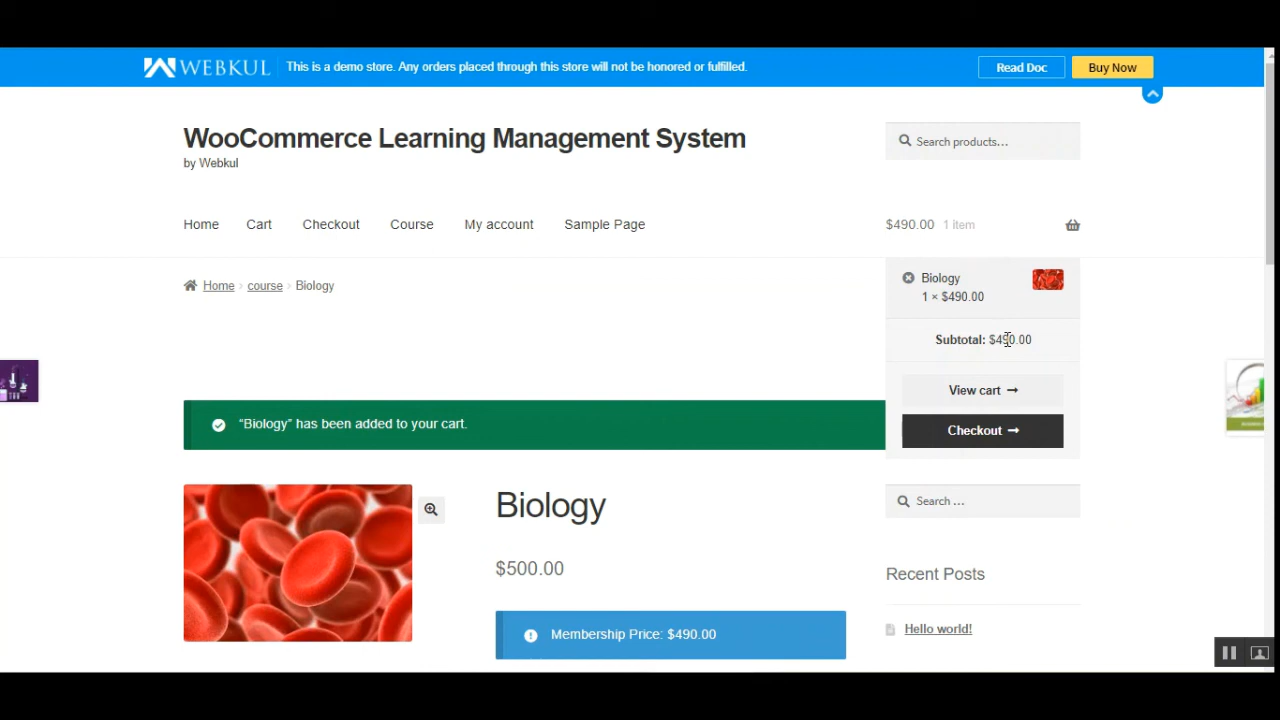 WEBKUL
This is a demo store. Any orders placed through this store will not be honored or fulfilled.
Read Doc
Buy Now
WooCommerce Learning Management System
by Webkul
Search products…
Home
Cart
Checkout
Course
My account
Sample Page
$490.00 1 item
Home › course › Biology
Biology
1 × $490.00
Subtotal: $490.00
View cart →
Checkout →
“Biology” has been added to your cart.
Biology
$500.00
Membership Price: $490.00
Search …
Recent Posts
Hello world!